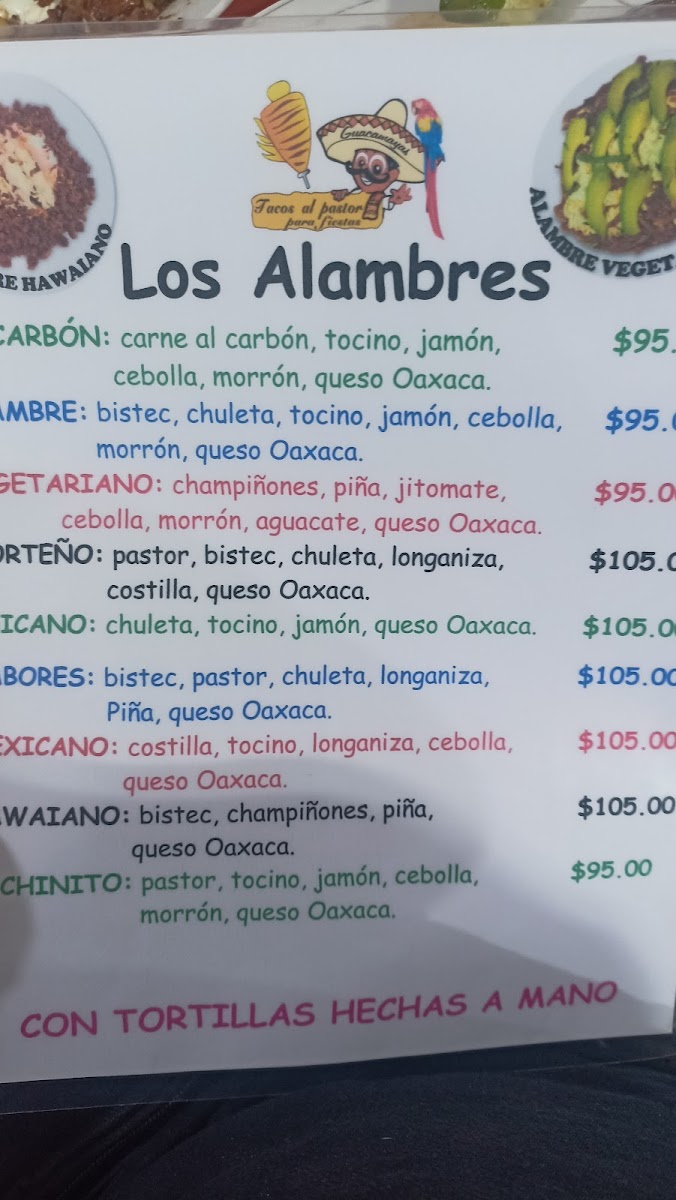 Guacamayas
Tacos al pastor
para fiestas
RE HAWAIANO
ALAMBRE VEGET
Los Alambres
CARBÓN: carne al carbón, tocino, jamón, $95.
cebolla, morrón, queso Oaxaca.
AMBRE: bistec, chuleta, tocino, jamón, cebolla, $95.0
morrón, queso Oaxaca.
GETARIANO: champiñones, piña, jitomate, $95.0
cebolla, morrón, aguacate, queso Oaxaca.
ORTEÑO: pastor, bistec, chuleta, longaniza, $105.0
costilla, queso Oaxaca.
ICANO: chuleta, tocino, jamón, queso Oaxaca. $105.00
BORES: bistec, pastor, chuleta, longaniza, $105.00
Piña, queso Oaxaca.
EXICANO: costilla, tocino, longaniza, cebolla, $105.00
queso Oaxaca.
WAIANO: bistec, champiñones, piña, $105.00
queso Oaxaca.
CHINITO: pastor, tocino, jamón, cebolla, $95.00
morrón, queso Oaxaca.
CON TORTILLAS HECHAS A MANO